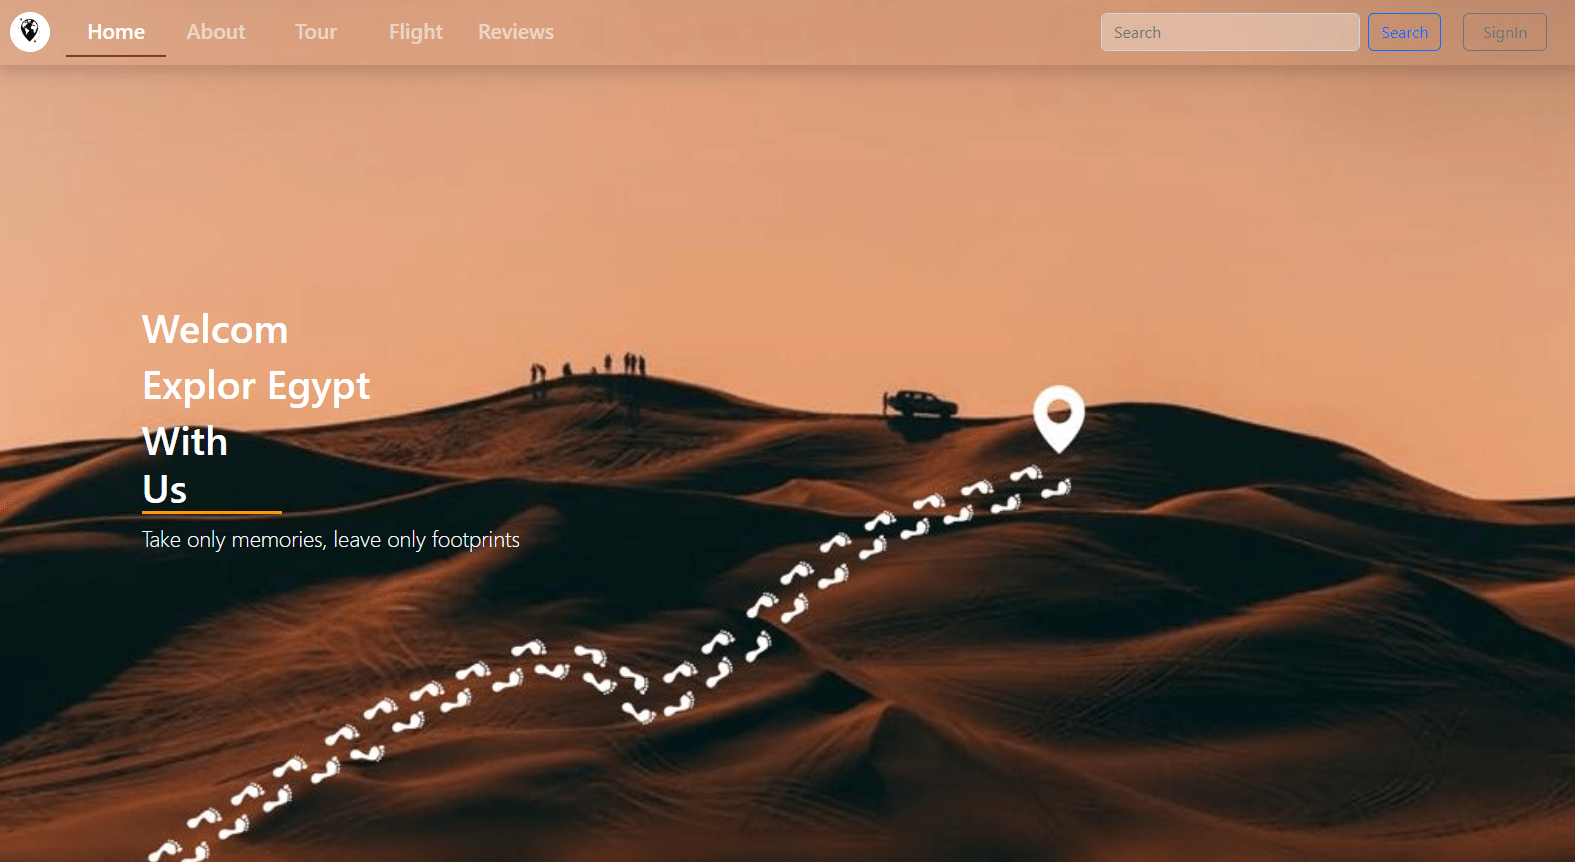 Home About Tour Flight Reviews Search Search SignIn
Welcom
Explor Egypt
With
Us
Take only memories, leave only footprints